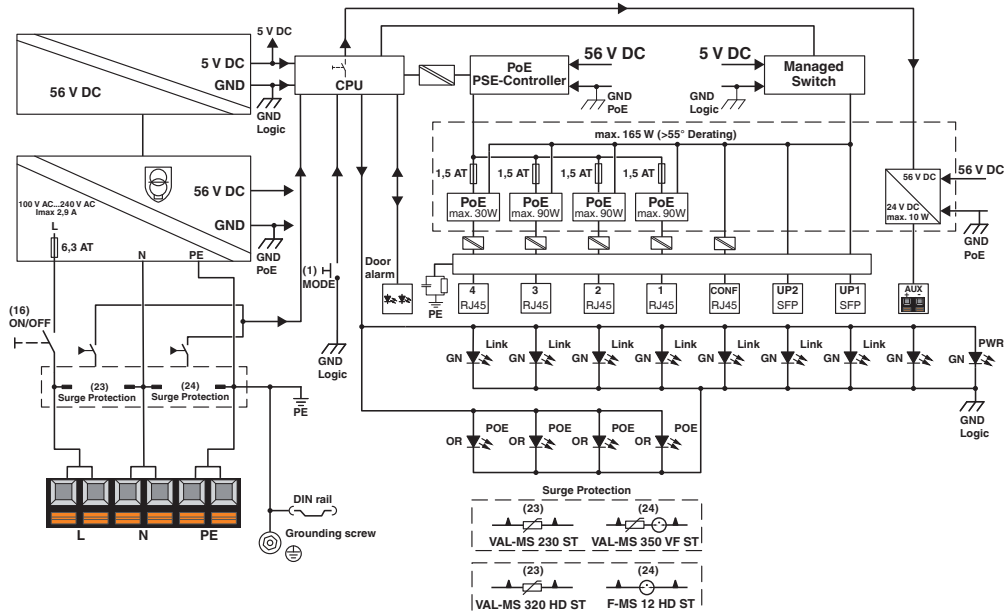 5 V DC
56 V DC
5 V DC
GND
GND
Logic
CPU
PoE
PSE-Controller
56 V DC
GND
PoE
5 V DC
GND
Logic
Managed
Switch
100 V AC...240 V AC
Imax 2,9 A
L
6,3 AT
N
PE
56 V DC
GND
GND
PoE
max. 165 W (>55° Derating)
1,5 AT
1,5 AT
1,5 AT
1,5 AT
PoE
max. 30W
PoE
max. 90W
PoE
max. 90W
PoE
max. 90W
56 V DC
24 V DC
max. 10 W
56 V DC
GND
PoE
(1)
MODE
GND
Logic
Door
alarm
PE
4
RJ45
3
RJ45
2
RJ45
1
RJ45
CONF
RJ45
UP2
SFP
UP1
SFP
AUX
+ -
(16)
ON/OFF
(23)
Surge Protection
(24)
Surge Protection
PE
Link
GN
Link
GN
Link
GN
Link
GN
Link
GN
Link
GN
Link
GN
GN
PWR
GN
GND
Logic
POE
OR
POE
OR
POE
OR
POE
OR
L
N
PE
DIN rail
Grounding screw
Surge Protection
(23)
VAL-MS 230 ST
(24)
VAL-MS 350 VF ST
(23)
VAL-MS 320 HD ST
(24)
F-MS 12 HD ST